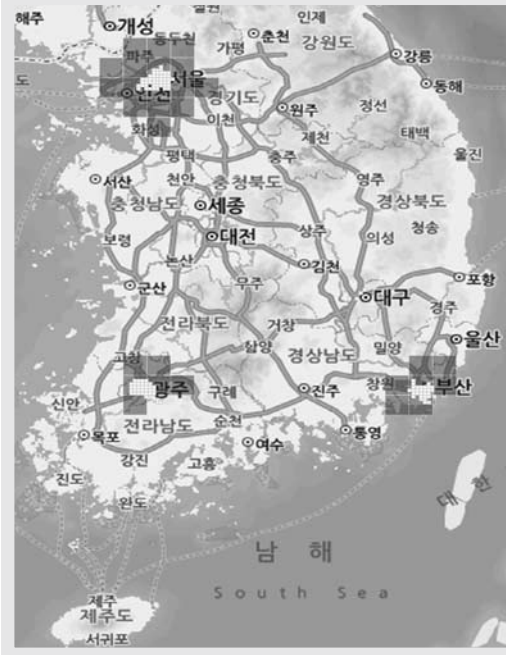 해주
개성
철원
인제
동두천
춘천
파주
가평
강원도
강릉
도
서울
동해
인천
경기도
이천
원주
정선
화성
제천
태백
평택
충주
울진
서산
천안
충청북도
영주
충청남도
세종
경상북도
청송
보령
대전
상주
의성
논산
김천
포항
군산
무주
대구
경주
전라북도
거창
울산
고창
함양
경상남도
밀양
광주
구례
진주
창원
부산
신안
전라남도
순천
통영
목포
여수
강진
고흥
진도
완도
대 한
남 해
South Sea
제주
제주도
서귀포